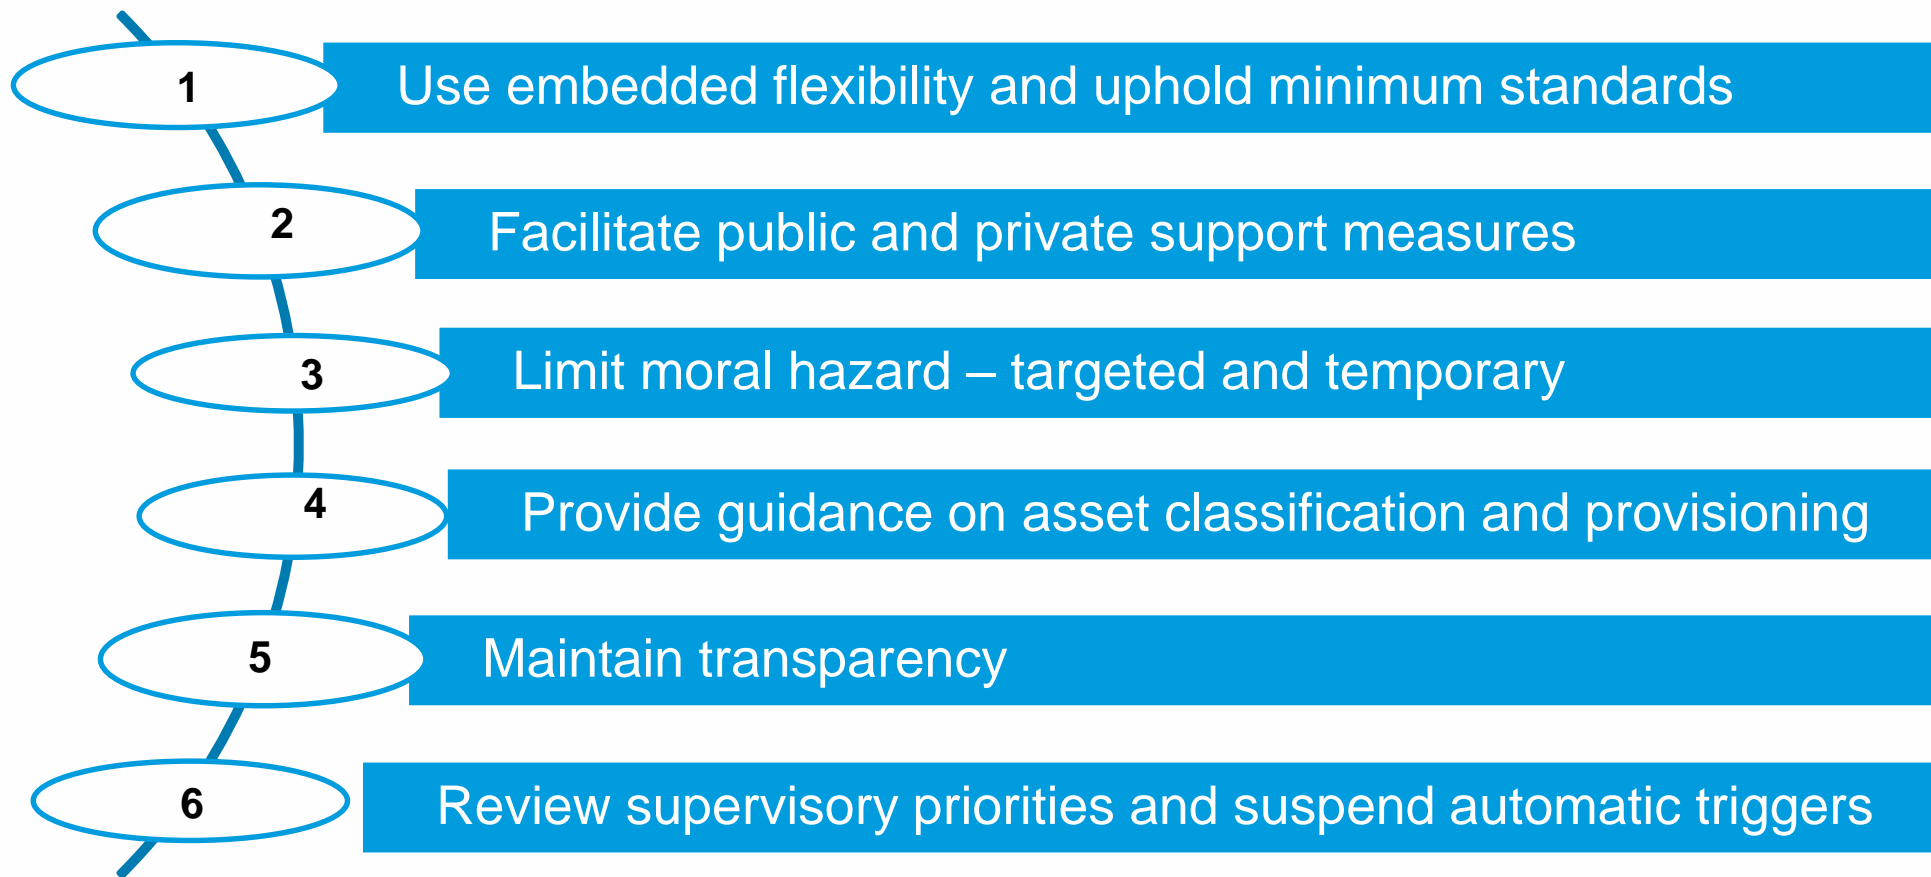 1
Use embedded flexibility and uphold minimum standards
2
Facilitate public and private support measures
3
Limit moral hazard – targeted and temporary
4
Provide guidance on asset classification and provisioning
5
Maintain transparency
6
Review supervisory priorities and suspend automatic triggers